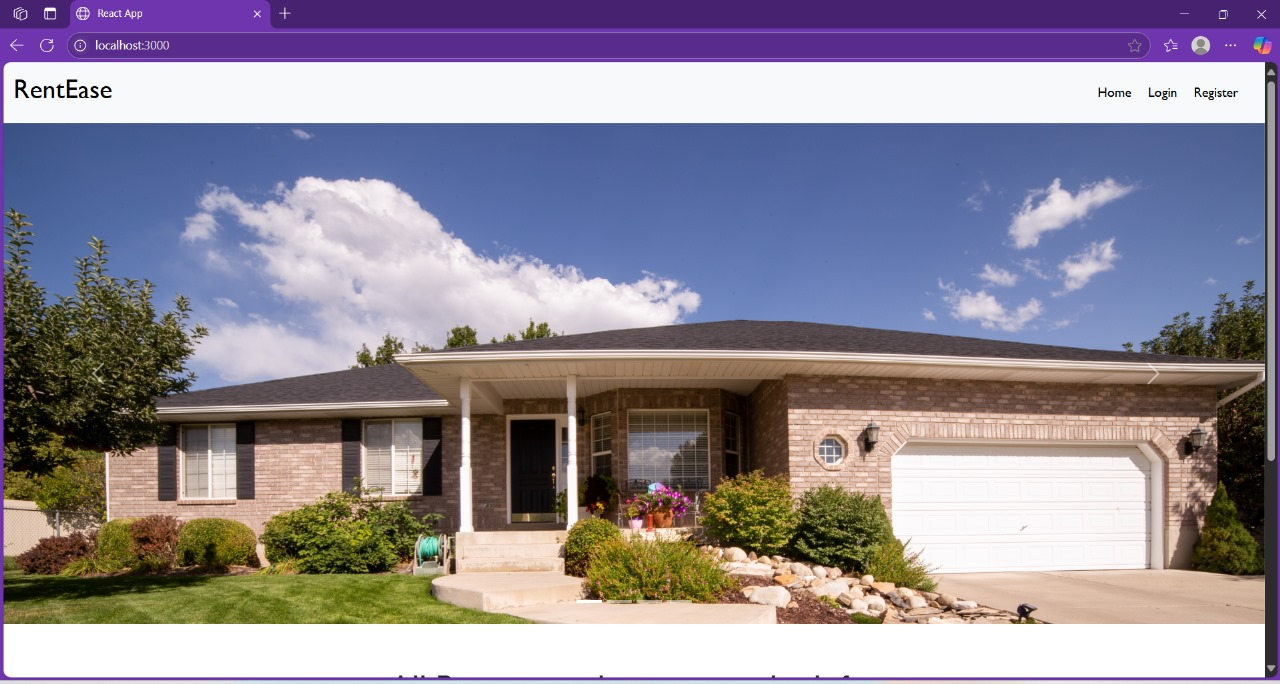 React App
localhost:3000
RentEase
Home Login Register